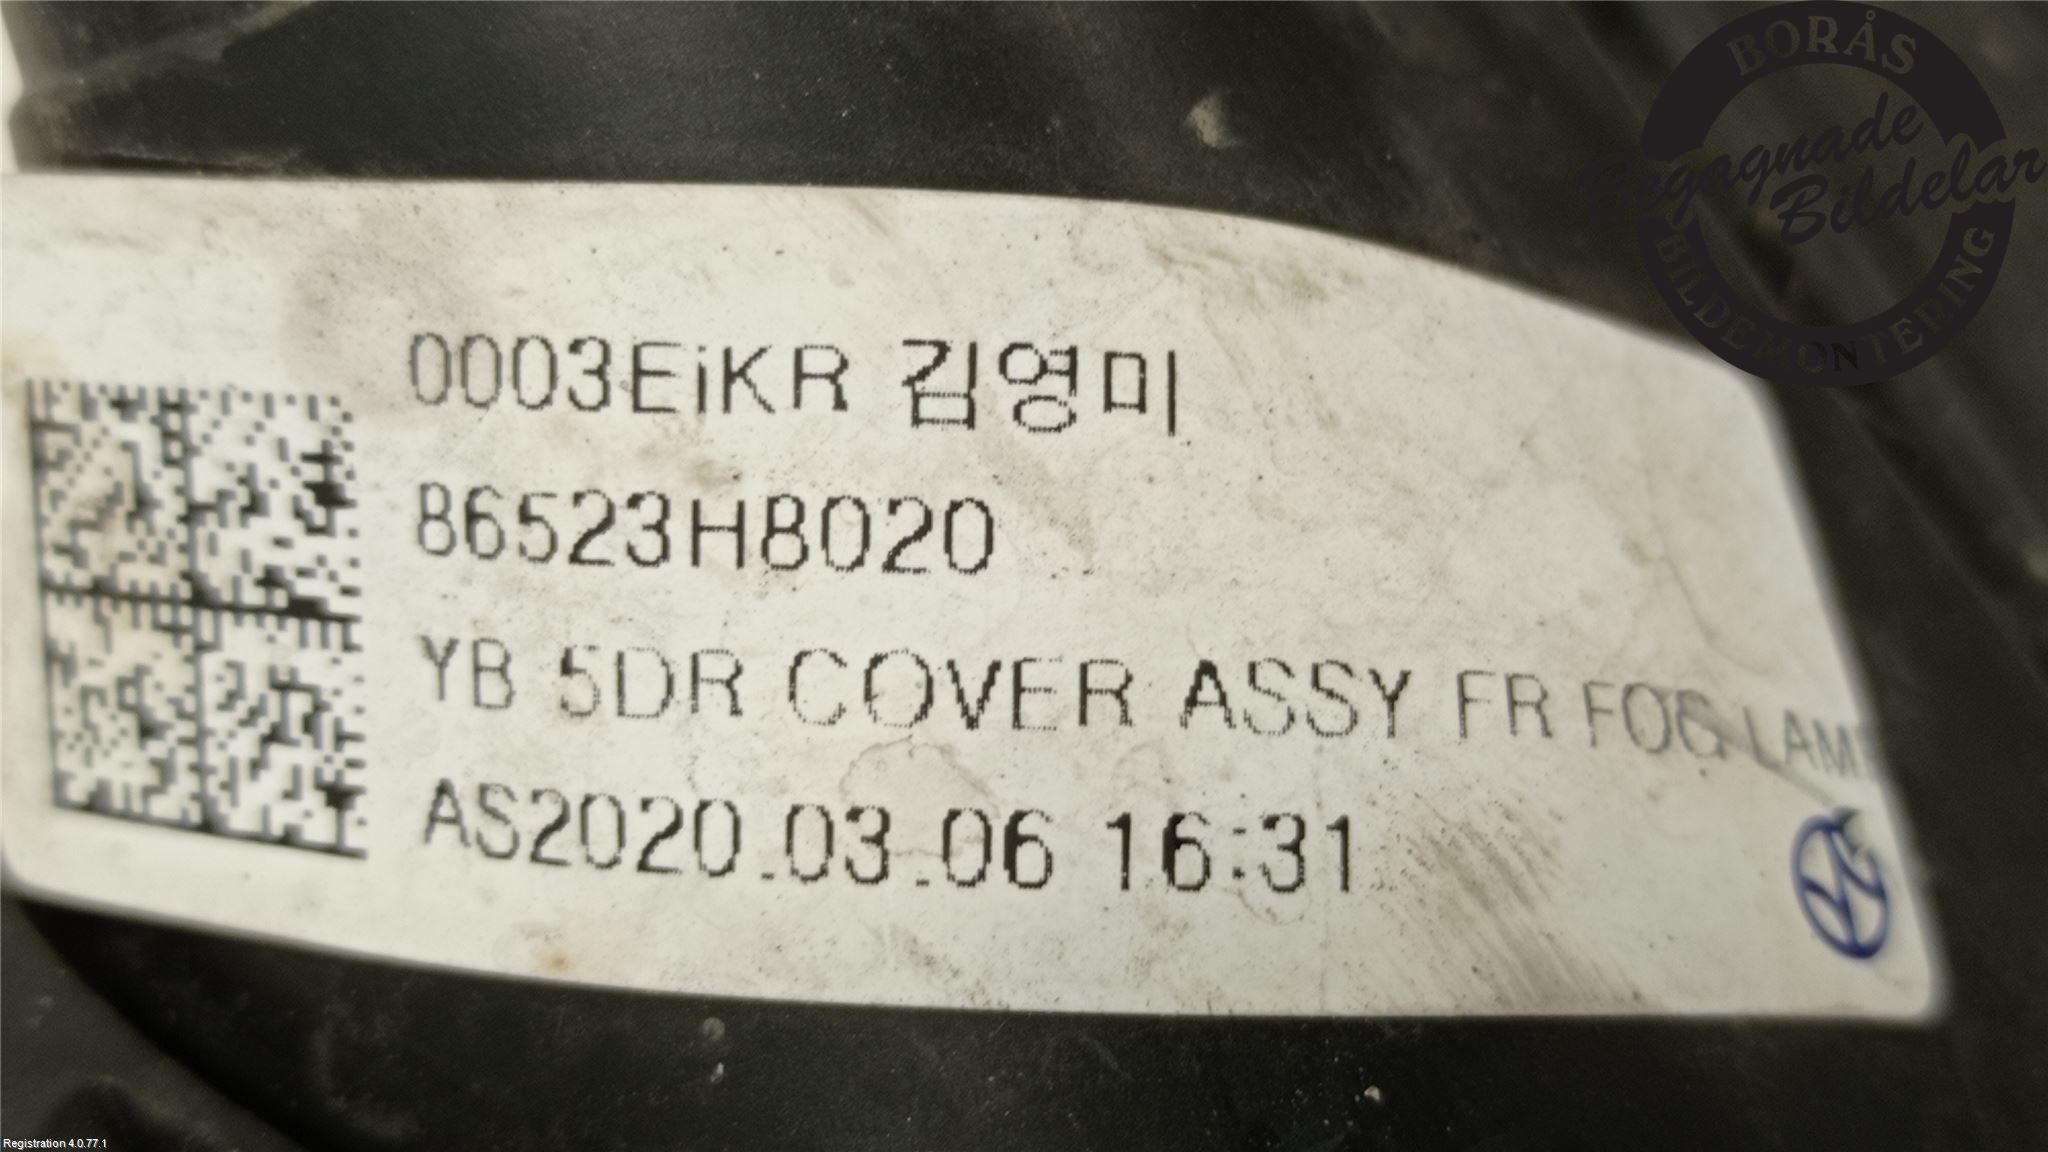 BORÅS
Begagnade
Bildelar
BILDEMONTERING
0003EiKR 김영미
86523H8020
YB 5DR COVER ASSY FR FOG LAMP
AS2020.03.06 16:31
Registration 4.0.77.1